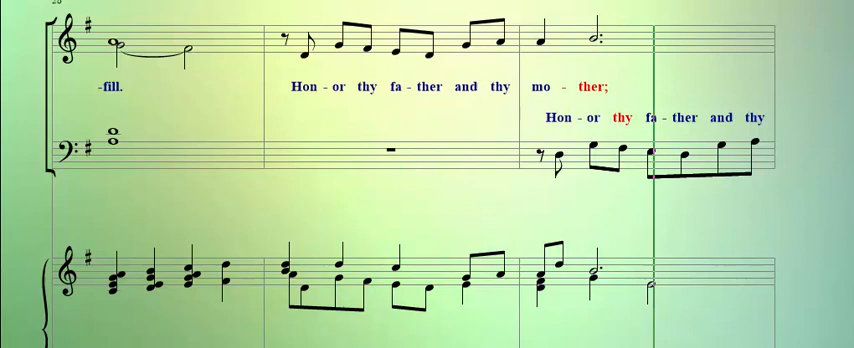 -fill. Hon - or thy fa - ther and thy mo - ther;
Hon - or thy fa - ther and thy